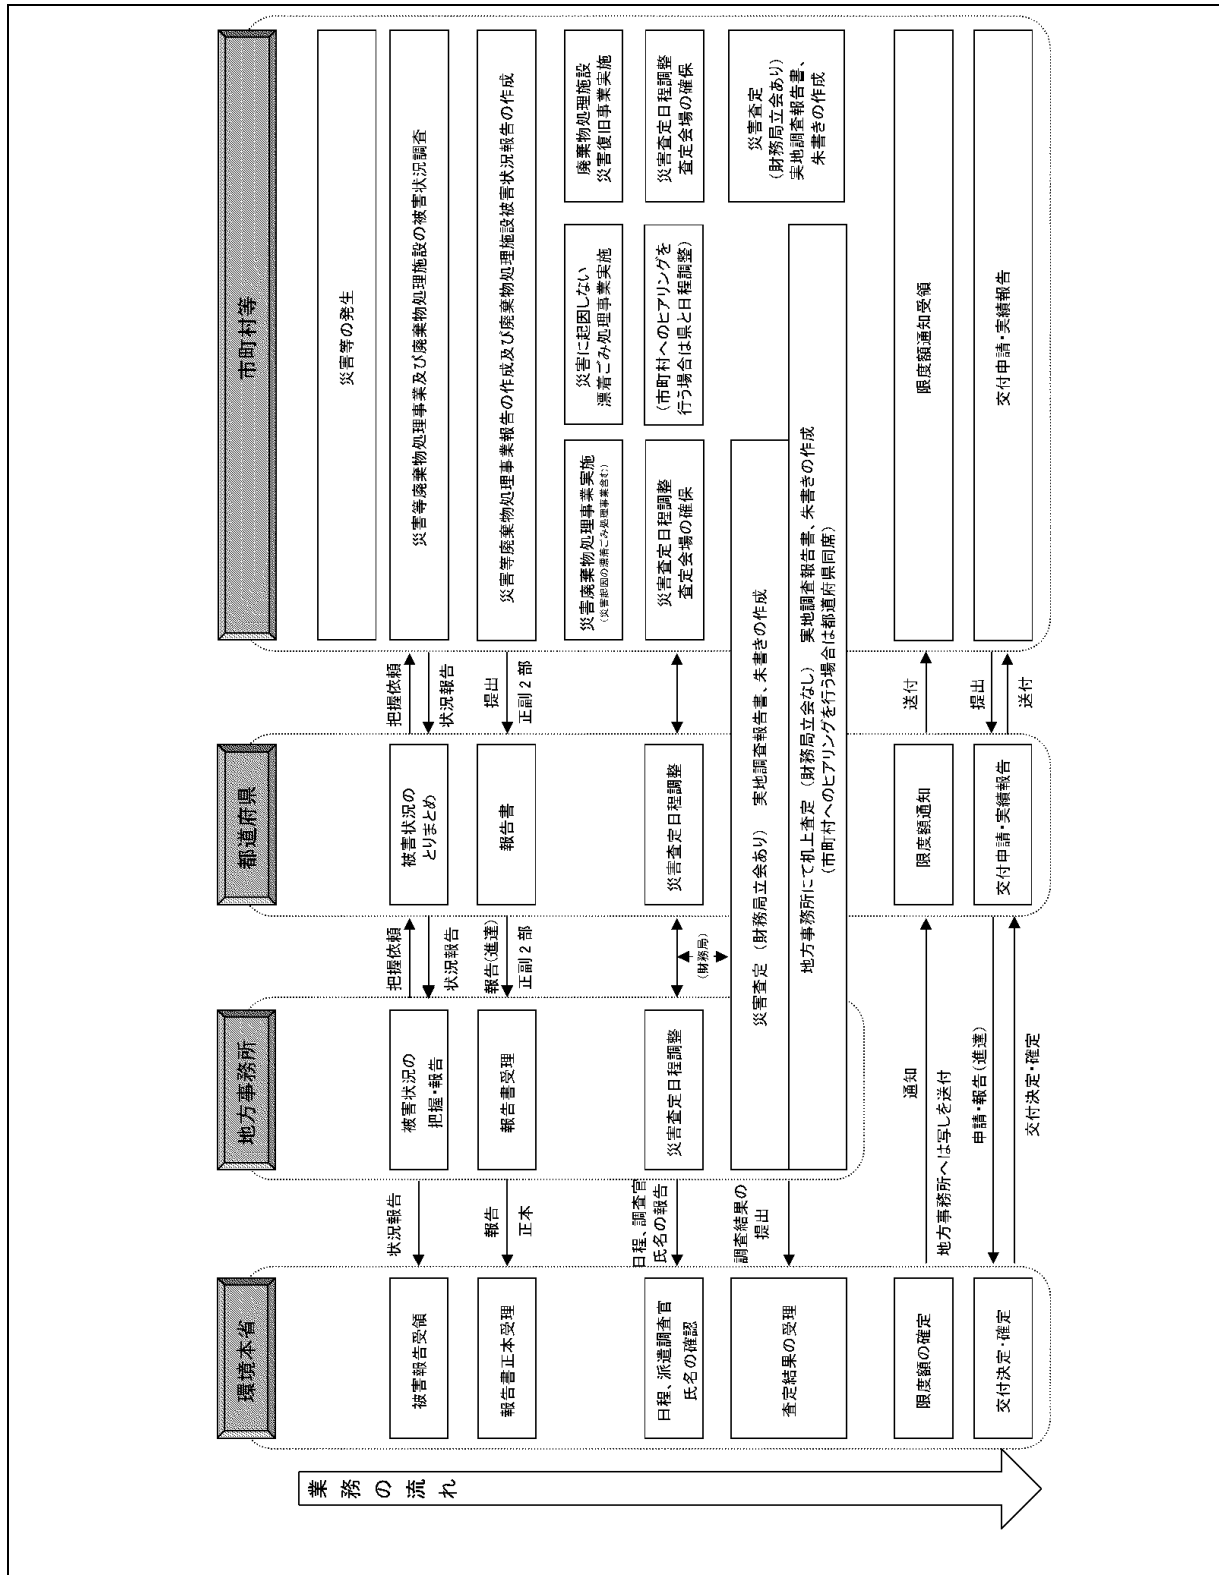 業務の流れ
環境本省
地方事務所
都道府県
市町村等
災害等の発生
被害報告受領
状況報告
被害状況の
把握・報告
把握依頼
状況報告
被害状況の
とりまとめ
把握依頼
状況報告
災害等廃棄物処理事業及び廃棄物処理施設の被害状況調査
報告書正本受理
報告
正本
報告書受理
報告(進達)
正副２部
報告書
提出
正副２部
災害等廃棄物処理事業報告の作成及び廃棄物処理施設被害状況報告の作成
災害廃棄物処理事業実施
(災害起因の漂着ごみ処理事業含む)
災害に起因しない
漂着ごみ処理事業実施
廃棄物処理施設
災害復旧事業実施
日程、派遣調査官
氏名の確認
日程、調査官
氏名の報告
災害査定日程調整
(財務局)
災害査定日程調整
災害査定日程調整
査定会場の確保
(市町村へのヒアリングを
行う場合は県と日程調整)
災害査定日程調整
査定会場の確保
査定結果の受理
調査結果の
提出
災害査定 (財務局立会あり) 実地調査報告書、朱書きの作成
地方事務所にて机上査定 (財務局立会なし) 実地調査報告書、朱書きの作成
(市町村へのヒアリングを行う場合は都道府県同席)
災害査定
(財務局立会あり)
実地調査報告書、
朱書きの作成
限度額の確定
通知
地方事務所へは写しを送付
限度額通知
送付
限度額通知受領
交付決定・確定
申請・報告(進達)
交付決定・確定
交付申請・実績報告
提出
送付
交付申請・実績報告